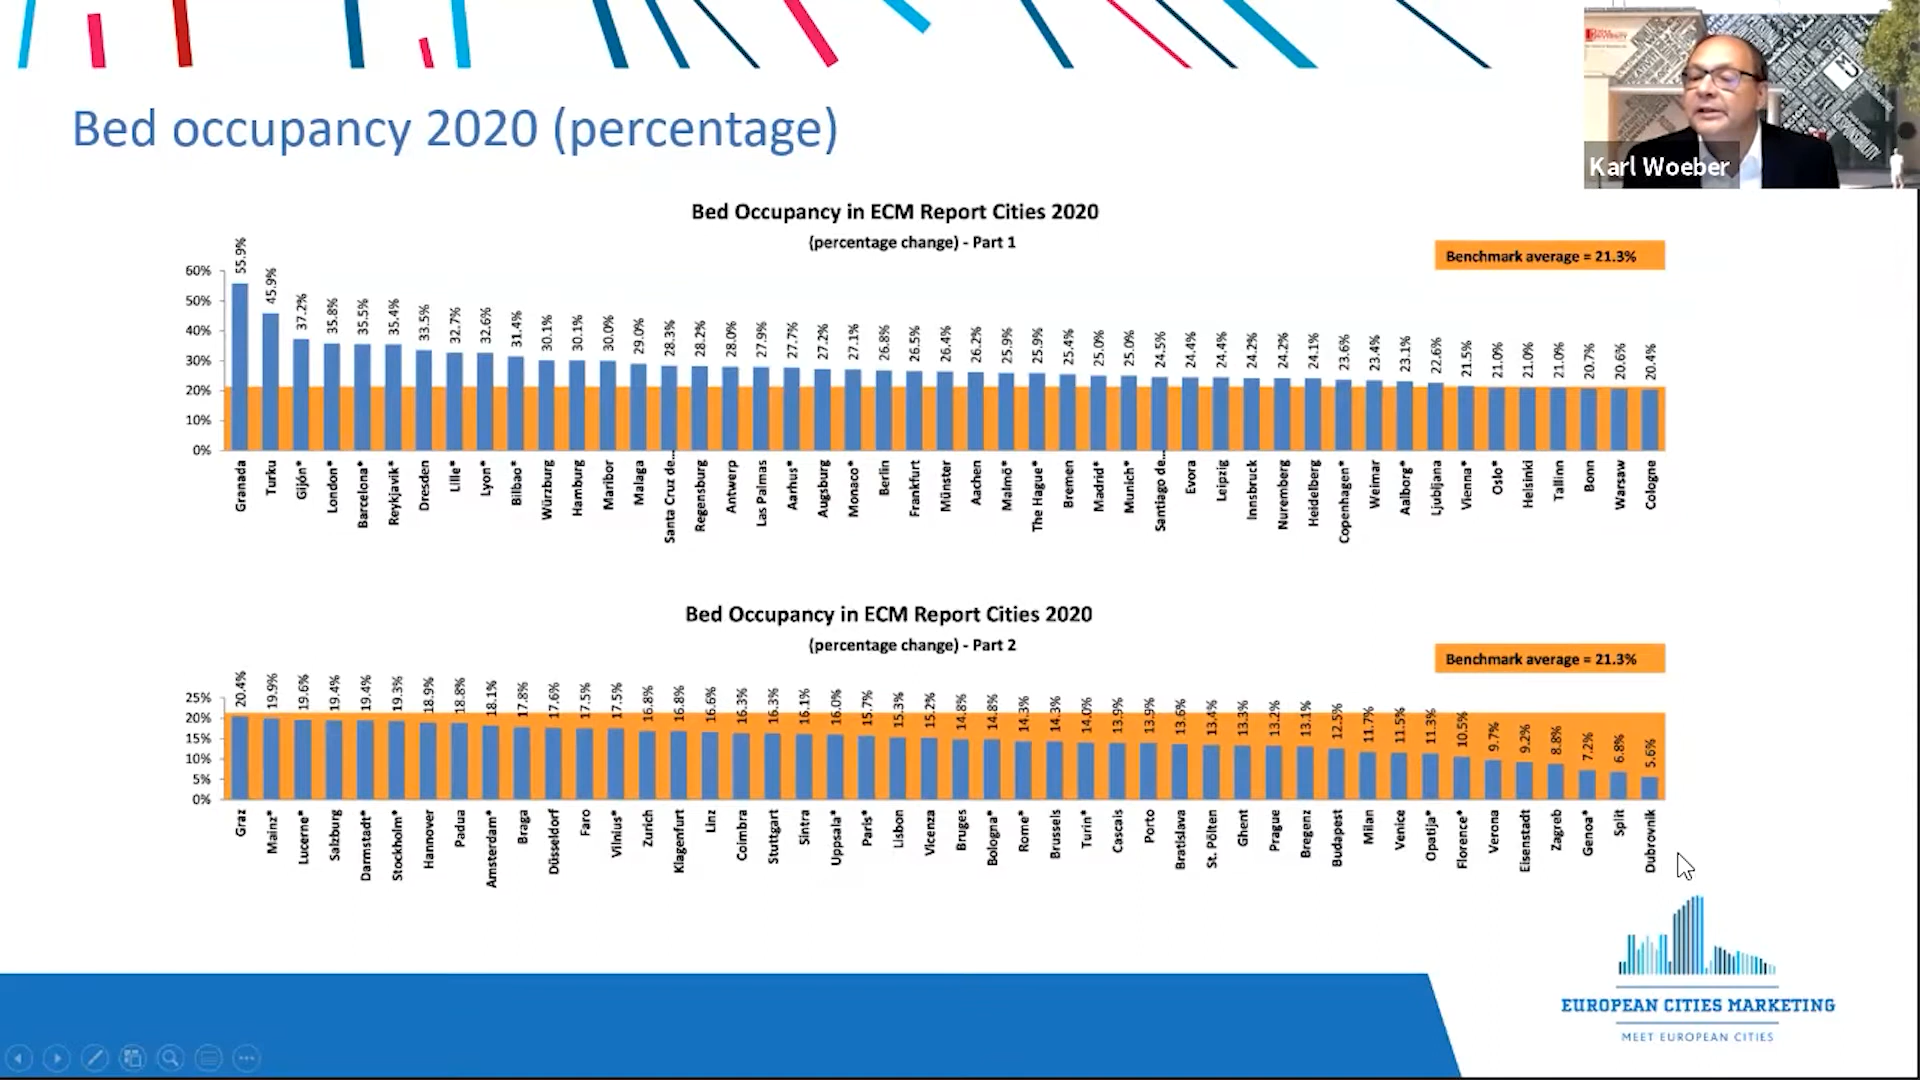 Bed occupancy 2020 (percentage)
Karl Woeber
Bed Occupancy in ECM Report Cities 2020
(percentage change) - Part 1
Benchmark average = 21.3%
60%
50%
40%
30%
20%
10%
0%
55.9% 45.9% 37.2% 35.8% 35.5% 35.4% 33.5% 32.7% 32.6% 31.4% 30.1% 30.1% 30.0% 29.0% 28.3% 28.2% 28.0% 27.9% 27.7% 27.2% 27.1% 26.8% 26.5% 26.4% 26.2% 25.9% 25.9% 25.4% 25.0% 25.0% 24.5% 24.4% 24.4% 24.2% 24.2% 24.1% 23.6% 23.4% 23.1% 22.6% 21.5% 21.0% 21.0% 21.0% 20.7% 20.6% 20.4%
Granada Turku Gijón* London* Barcelona* Reykjavik* Dresden Lille* Lyon* Bilbao* Würzburg Hamburg Maribor Malaga Santa Cruz de... Regensburg Antwerp Las Palmas Aarhus* Augsburg Monaco* Berlin Frankfurt Münster Aachen Malmö* The Hague* Bremen Madrid* Munich* Santiago de... Evora Leipzig Innsbruck Nuremberg Heidelberg Copenhagen* Weimar Aalborg* Ljubljana Vienna* Oslo* Helsinki Tallinn Bonn Warsaw Cologne
Bed Occupancy in ECM Report Cities 2020
(percentage change) - Part 2
Benchmark average = 21.3%
25%
20%
15%
10%
5%
0%
20.4% 19.9% 19.6% 19.4% 19.4% 19.3% 18.9% 18.8% 18.1% 17.8% 17.6% 17.5% 17.5% 16.8% 16.8% 16.6% 16.3% 16.3% 16.1% 16.0% 15.7% 15.3% 15.2% 14.8% 14.8% 14.3% 14.3% 14.0% 13.9% 13.9% 13.6% 13.4% 13.3% 13.2% 13.1% 12.5% 11.7% 11.5% 11.3% 10.5% 9.7% 9.2% 8.8% 7.2% 6.8% 5.6%
Graz Mainz* Lucerne* Salzburg Darmstadt* Stockholm* Hannover Padua Amsterdam* Braga Düsseldorf Faro Vilnius* Zurich Klagenfurt Linz Coimbra Stuttgart Sintra Uppsala* Paris* Lisbon Vicenza Bruges Bologna* Rome* Brussels Turin* Cascais Porto Bratislava St. Pölten Ghent Prague Bregenz Budapest Milan Venice Opatija* Florence* Verona Eisenstadt Zagreb Genoa* Split Dubrovnik
EUROPEAN CITIES MARKETING
MEET EUROPEAN CITIES